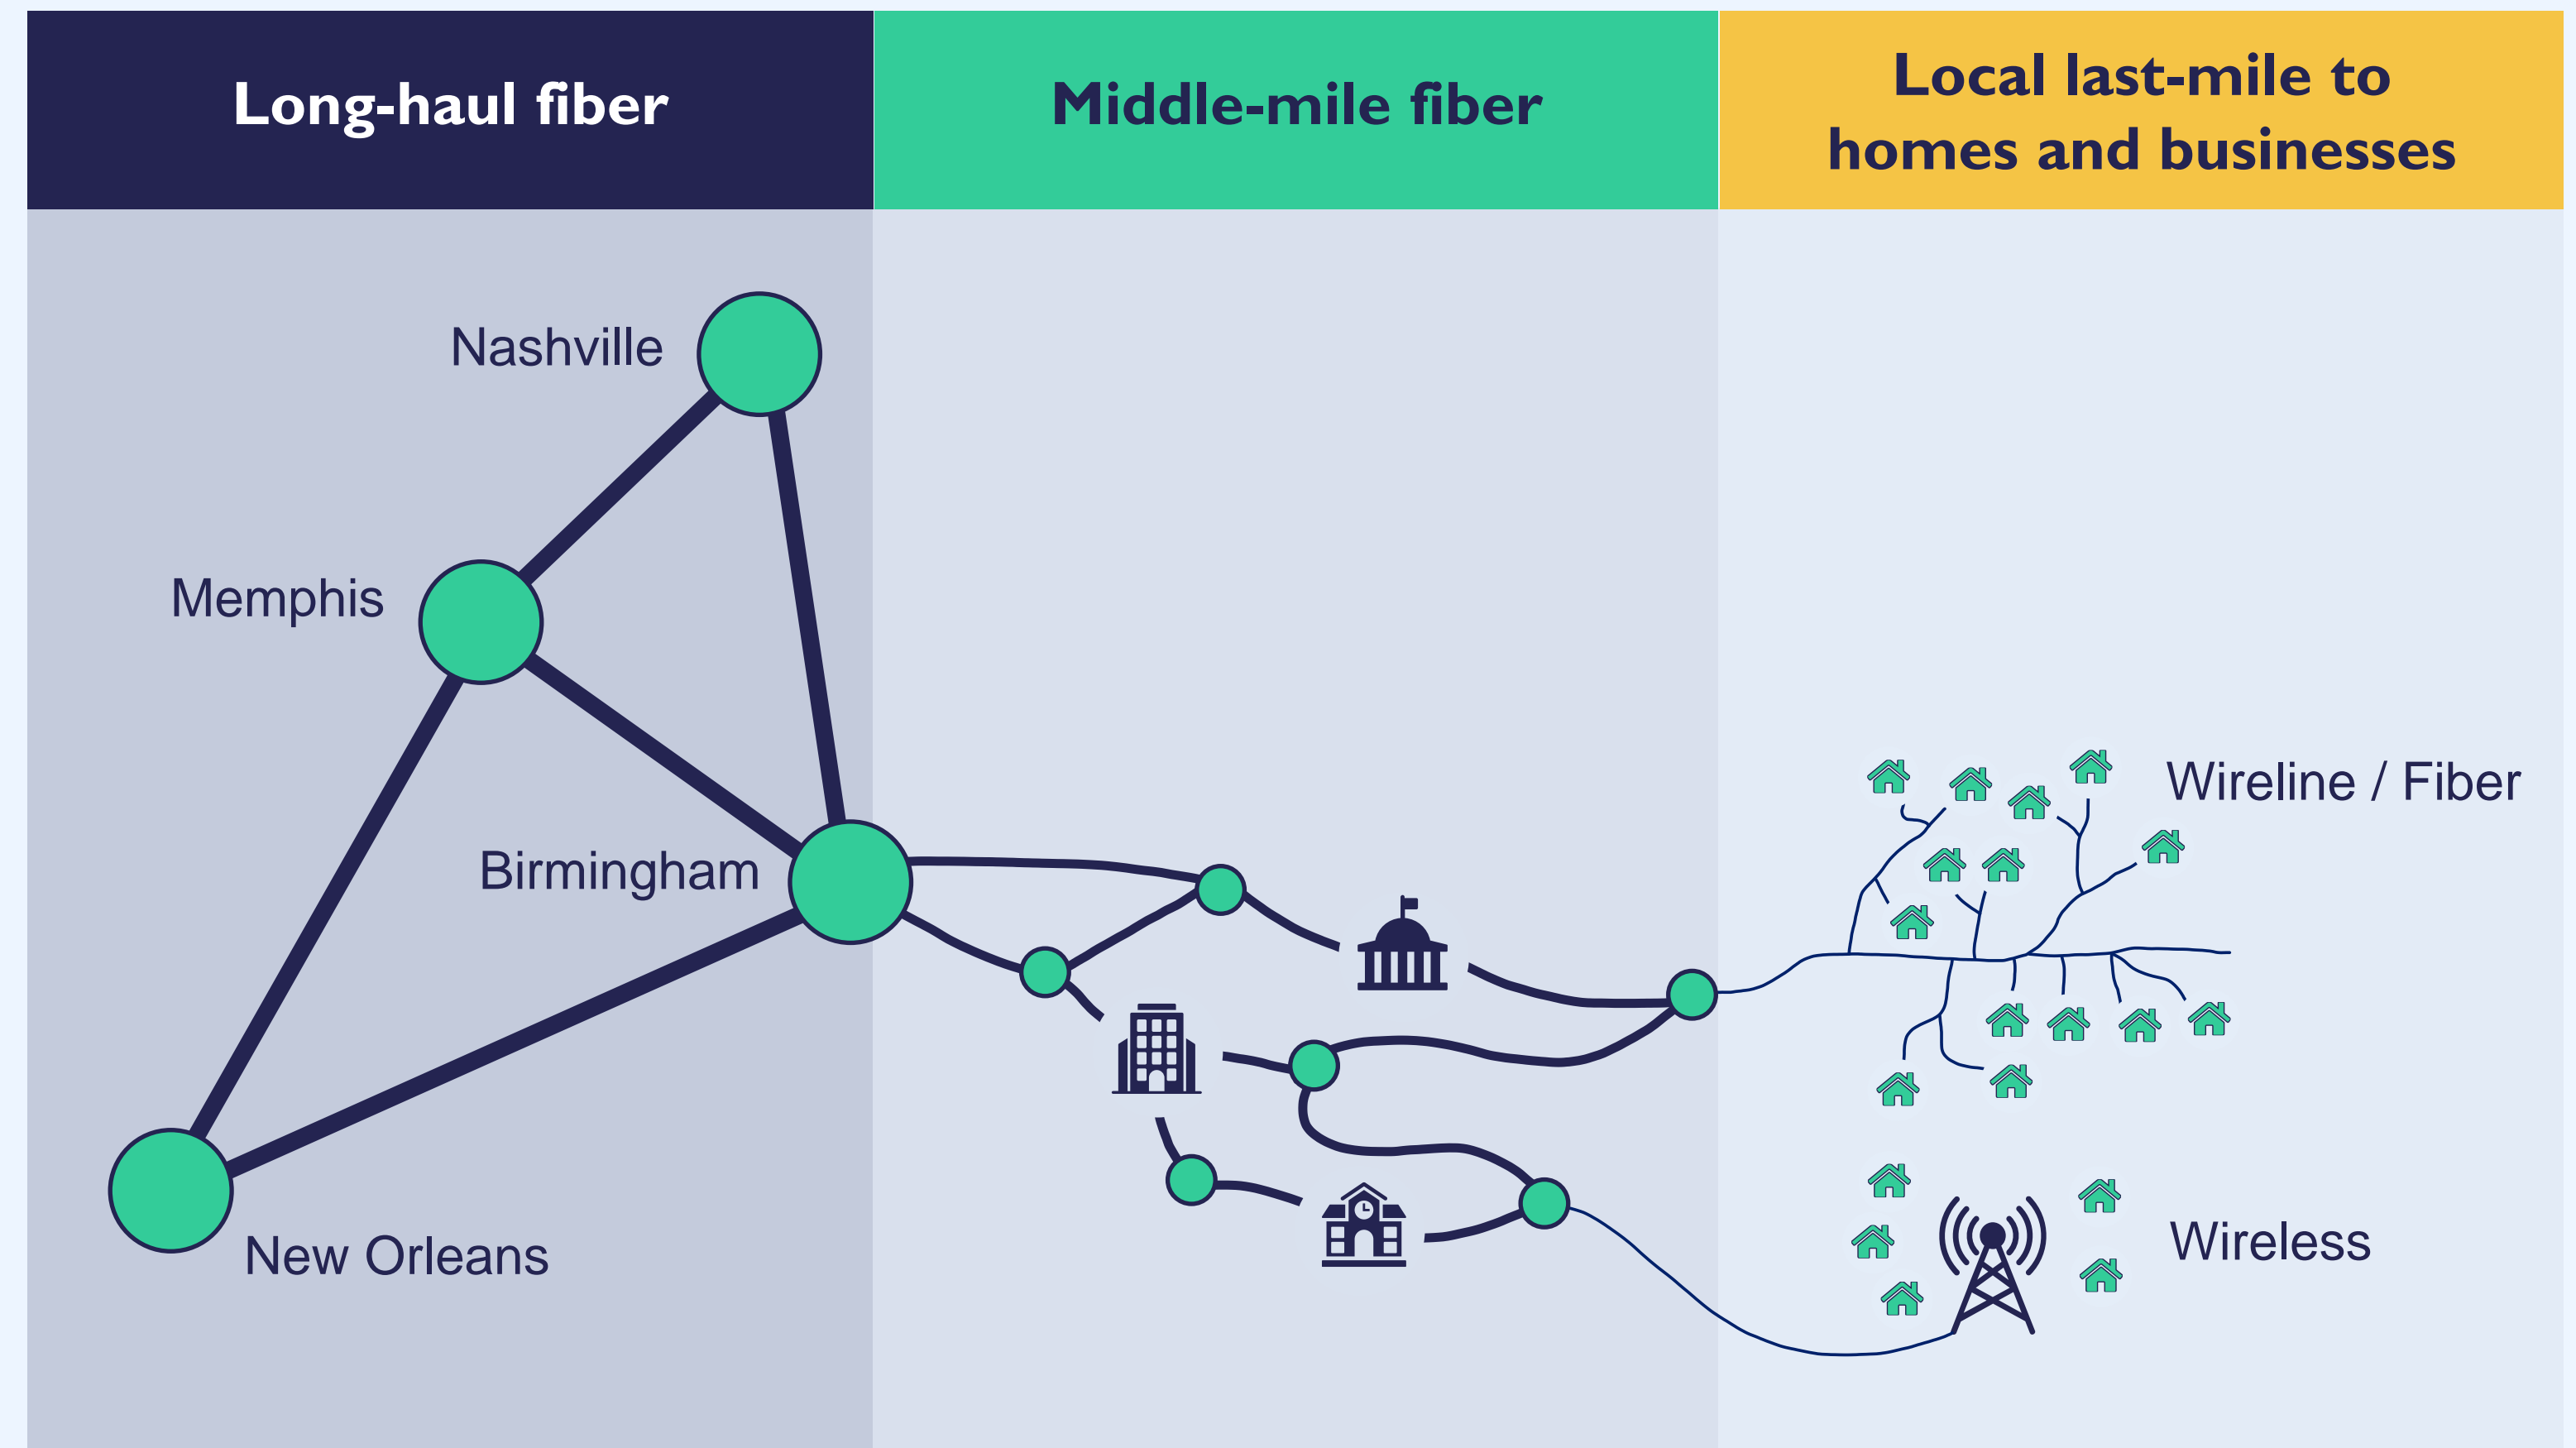 Long-haul fiber
Middle-mile fiber
Local last-mile to
homes and businesses
Nashville
Memphis
Birmingham
New Orleans
Wireline / Fiber
Wireless